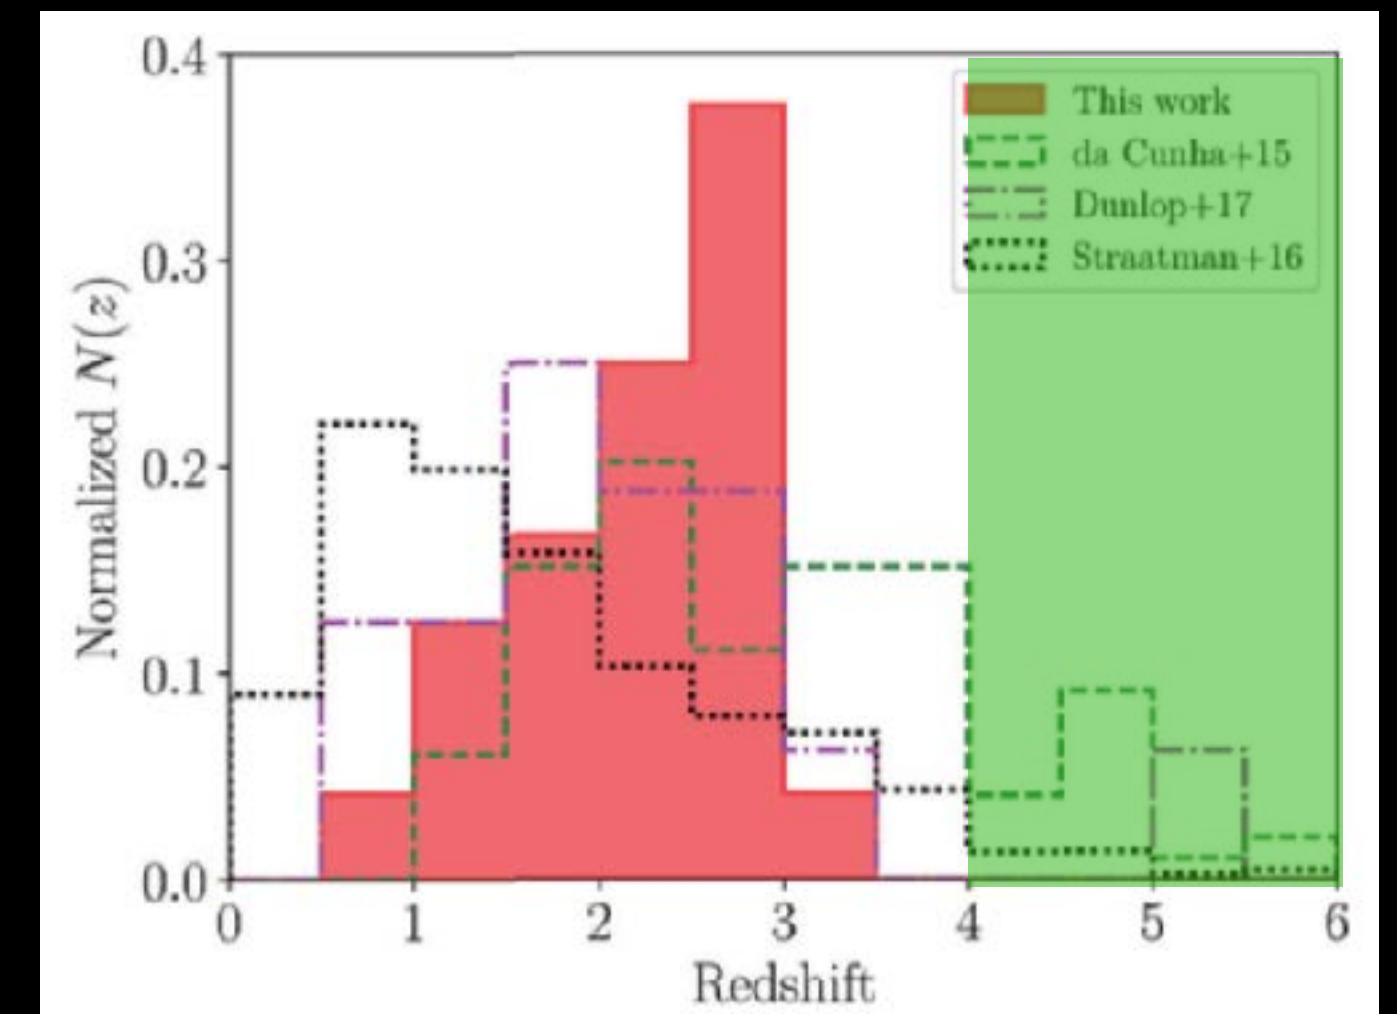 0.4
This work
da Cunha+15
Dunlop+17
Straatman+16
0.3
0.2
0.1
0.0
Normalized N(z)
0 1 2 3 4 5 6
Redshift